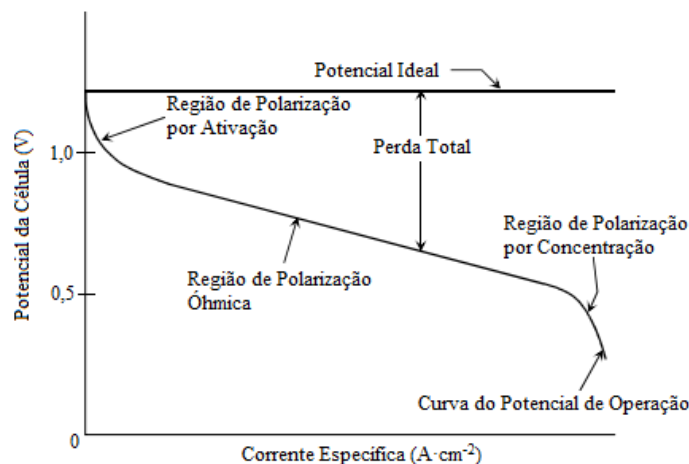 Potencial Ideal
Região de Polarização
por Ativação
Perda Total
1,0
Potencial da Célula (V)
Região de Polarização
por Concentração
Região de Polarização
Óhmica
0,5
Curva do Potencial de Operação
0
Corrente Específica (A·cm⁻²)